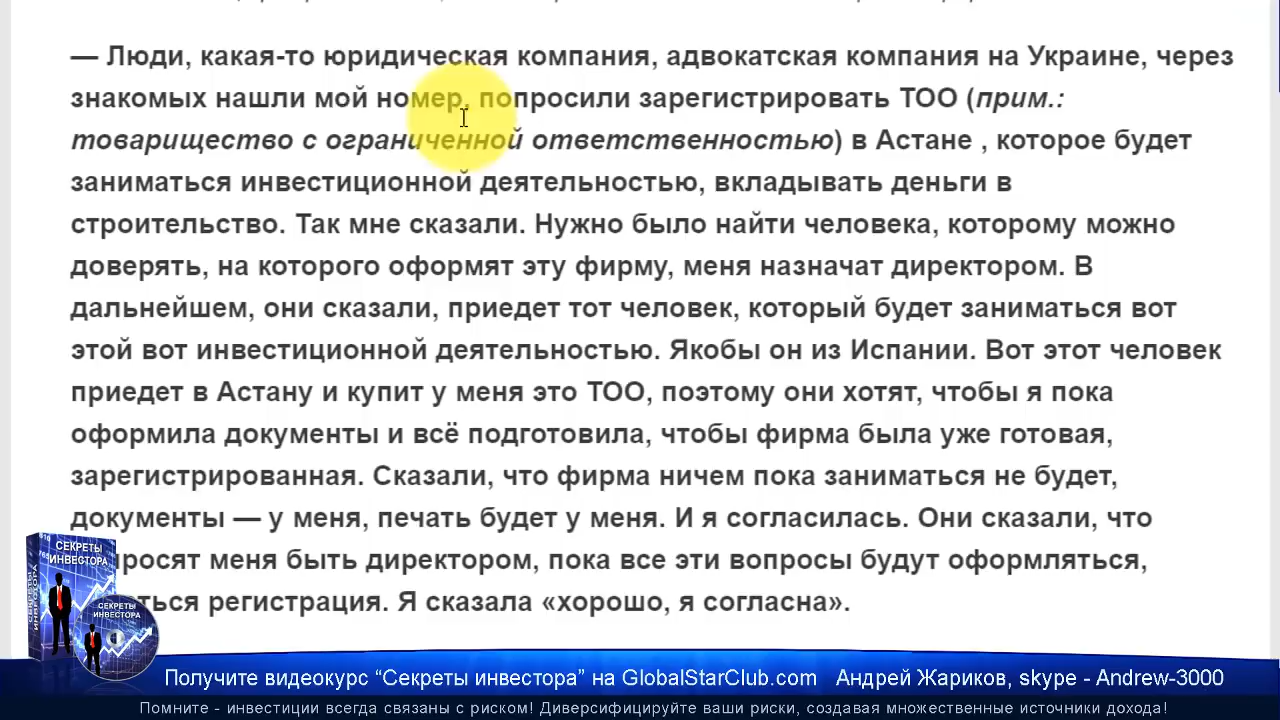 — Люди, какая-то юридическая компания, адвокатская компания на Украине, через
знакомых нашли мой номер, попросили зарегистрировать ТОО (прим.:
товарищество с ограниченной ответственностью) в Астане , которое будет
заниматься инвестиционной деятельностью, вкладывать деньги в
строительство. Так мне сказали. Нужно было найти человека, которому можно
доверять, на которого оформят эту фирму, меня назначат директором. В
дальнейшем, они сказали, приедет тот человек, который будет заниматься вот
этой вот инвестиционной деятельностью. Якобы он из Испании. Вот этот человек
приедет в Астану и купит у меня это ТОО, поэтому они хотят, чтобы я пока
оформила документы и всё подготовила, чтобы фирма была уже готовая,
зарегистрированная. Сказали, что фирма ничем пока заниматься не будет,
документы — у меня, печать будет у меня. И я согласилась. Они сказали, что
просят меня быть директором, пока все эти вопросы будут оформляться,
регистрация. Я сказала «хорошо, я согласна».
СЕКРЕТЫ
ИНВЕСТОРА
СЕКРЕТЫ
ИНВЕСТОРА
Получите видеокурс “Секреты инвестора” на GlobalStarClub.com Андрей Жариков, skype - Andrew-3000
Помните - инвестиции всегда связаны с риском! Диверсифицируйте ваши риски, создавая множественные источники дохода!